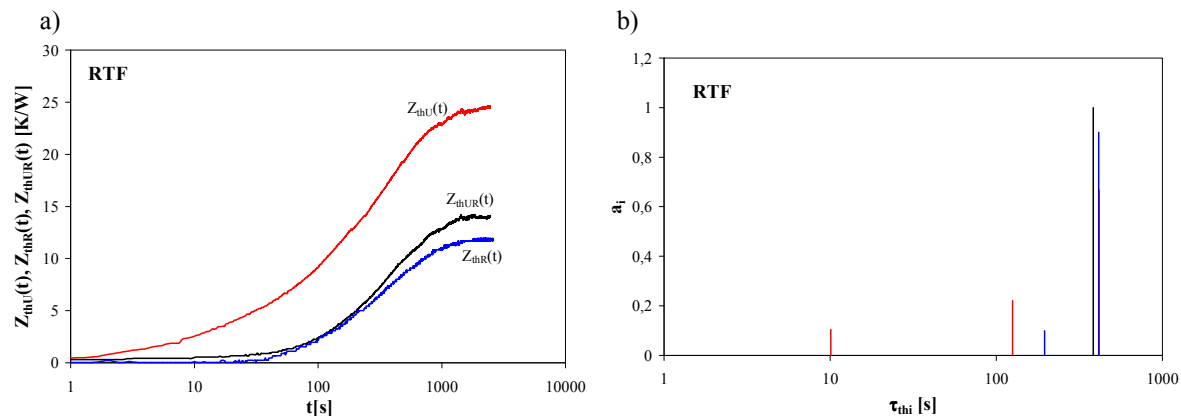 a)
RTF
Z_thU(t), Z_thR(t), Z_thUR(t) [K/W]
30
25
20
15
10
5
0
Z_thU(t)
Z_thUR(t)
Z_thR(t)
1 10 100 1000 10000
t[s]
b)
RTF
a_i
1,2
1
0,8
0,6
0,4
0,2
0
1 10 100 1000
τ_thi [s]